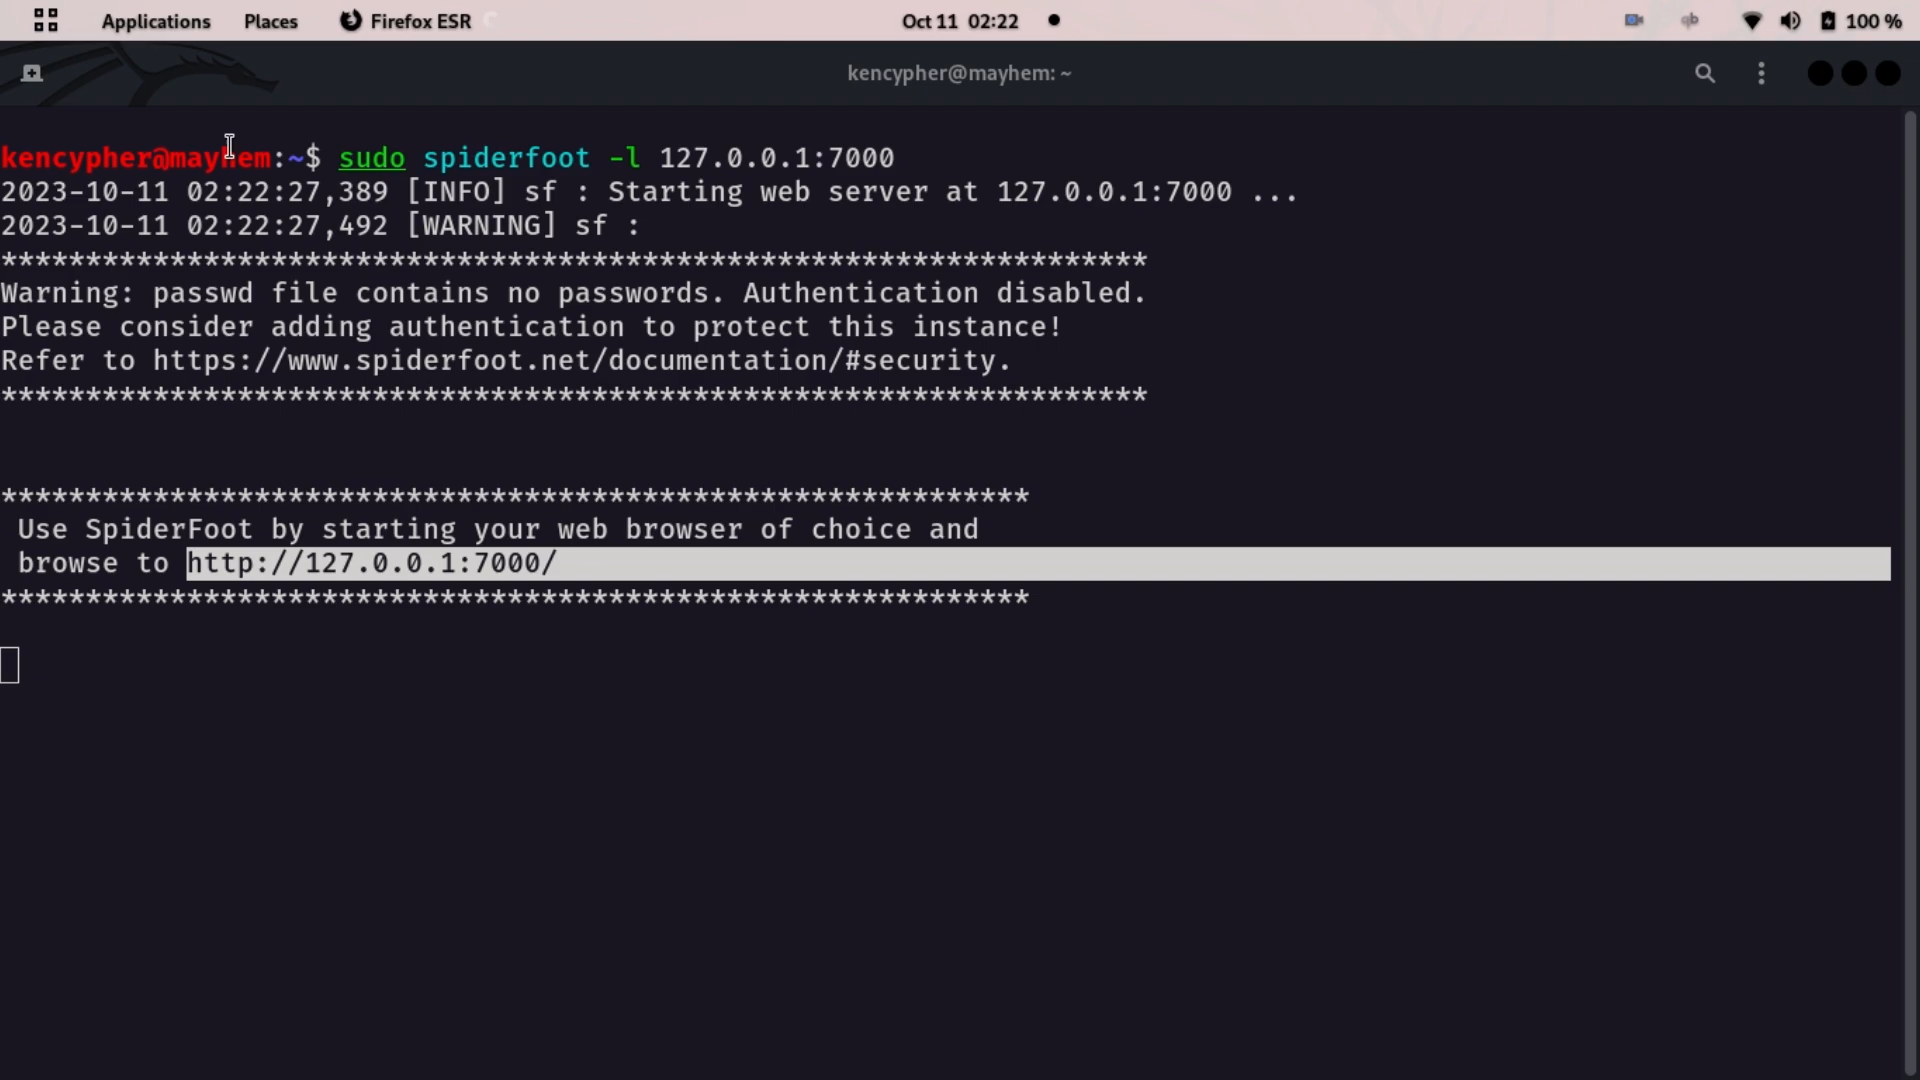 Applications Places Firefox ESR Oct 11 02:22 100 %
kencypher@mayhem: ~
kencypher@mayhem:~$ sudo spiderfoot -l 127.0.0.1:7000
2023-10-11 02:22:27,389 [INFO] sf : Starting web server at 127.0.0.1:7000 ...
2023-10-11 02:22:27,492 [WARNING] sf :
********************************************************************
Warning: passwd file contains no passwords. Authentication disabled.
Please consider adding authentication to protect this instance!
Refer to https://www.spiderfoot.net/documentation/#security.
********************************************************************
*************************************************************
Use SpiderFoot by starting your web browser of choice and
browse to http://127.0.0.1:7000/
*************************************************************